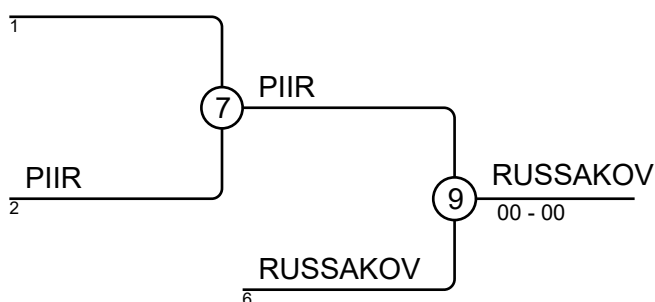 1
7
PIIR
PIIR
2
9
RUSSAKOV
00 - 00
RUSSAKOV
6